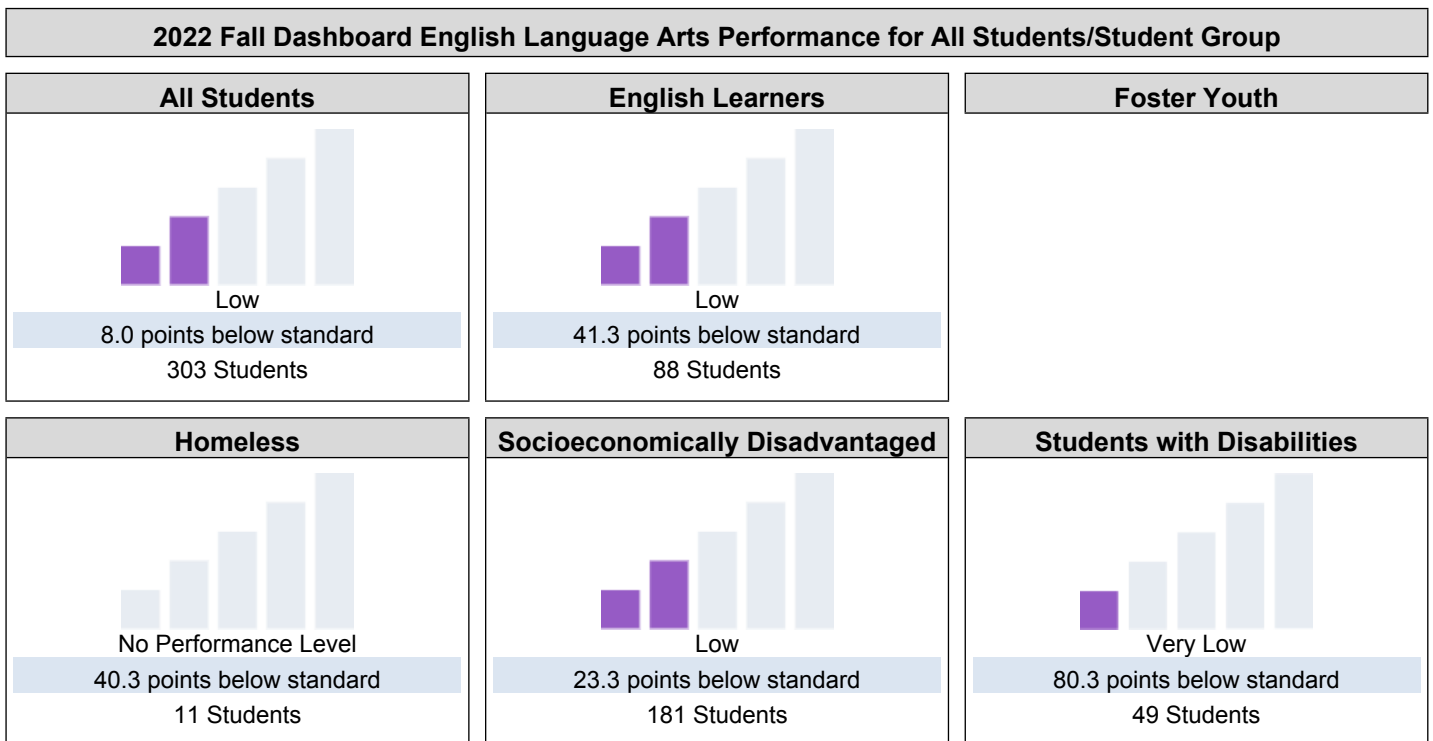 2022 Fall Dashboard English Language Arts Performance for All Students/Student Group
All Students
Low
8.0 points below standard
303 Students
English Learners
Low
41.3 points below standard
88 Students
Foster Youth
Homeless
No Performance Level
40.3 points below standard
11 Students
Socioeconomically Disadvantaged
Low
23.3 points below standard
181 Students
Students with Disabilities
Very Low
80.3 points below standard
49 Students